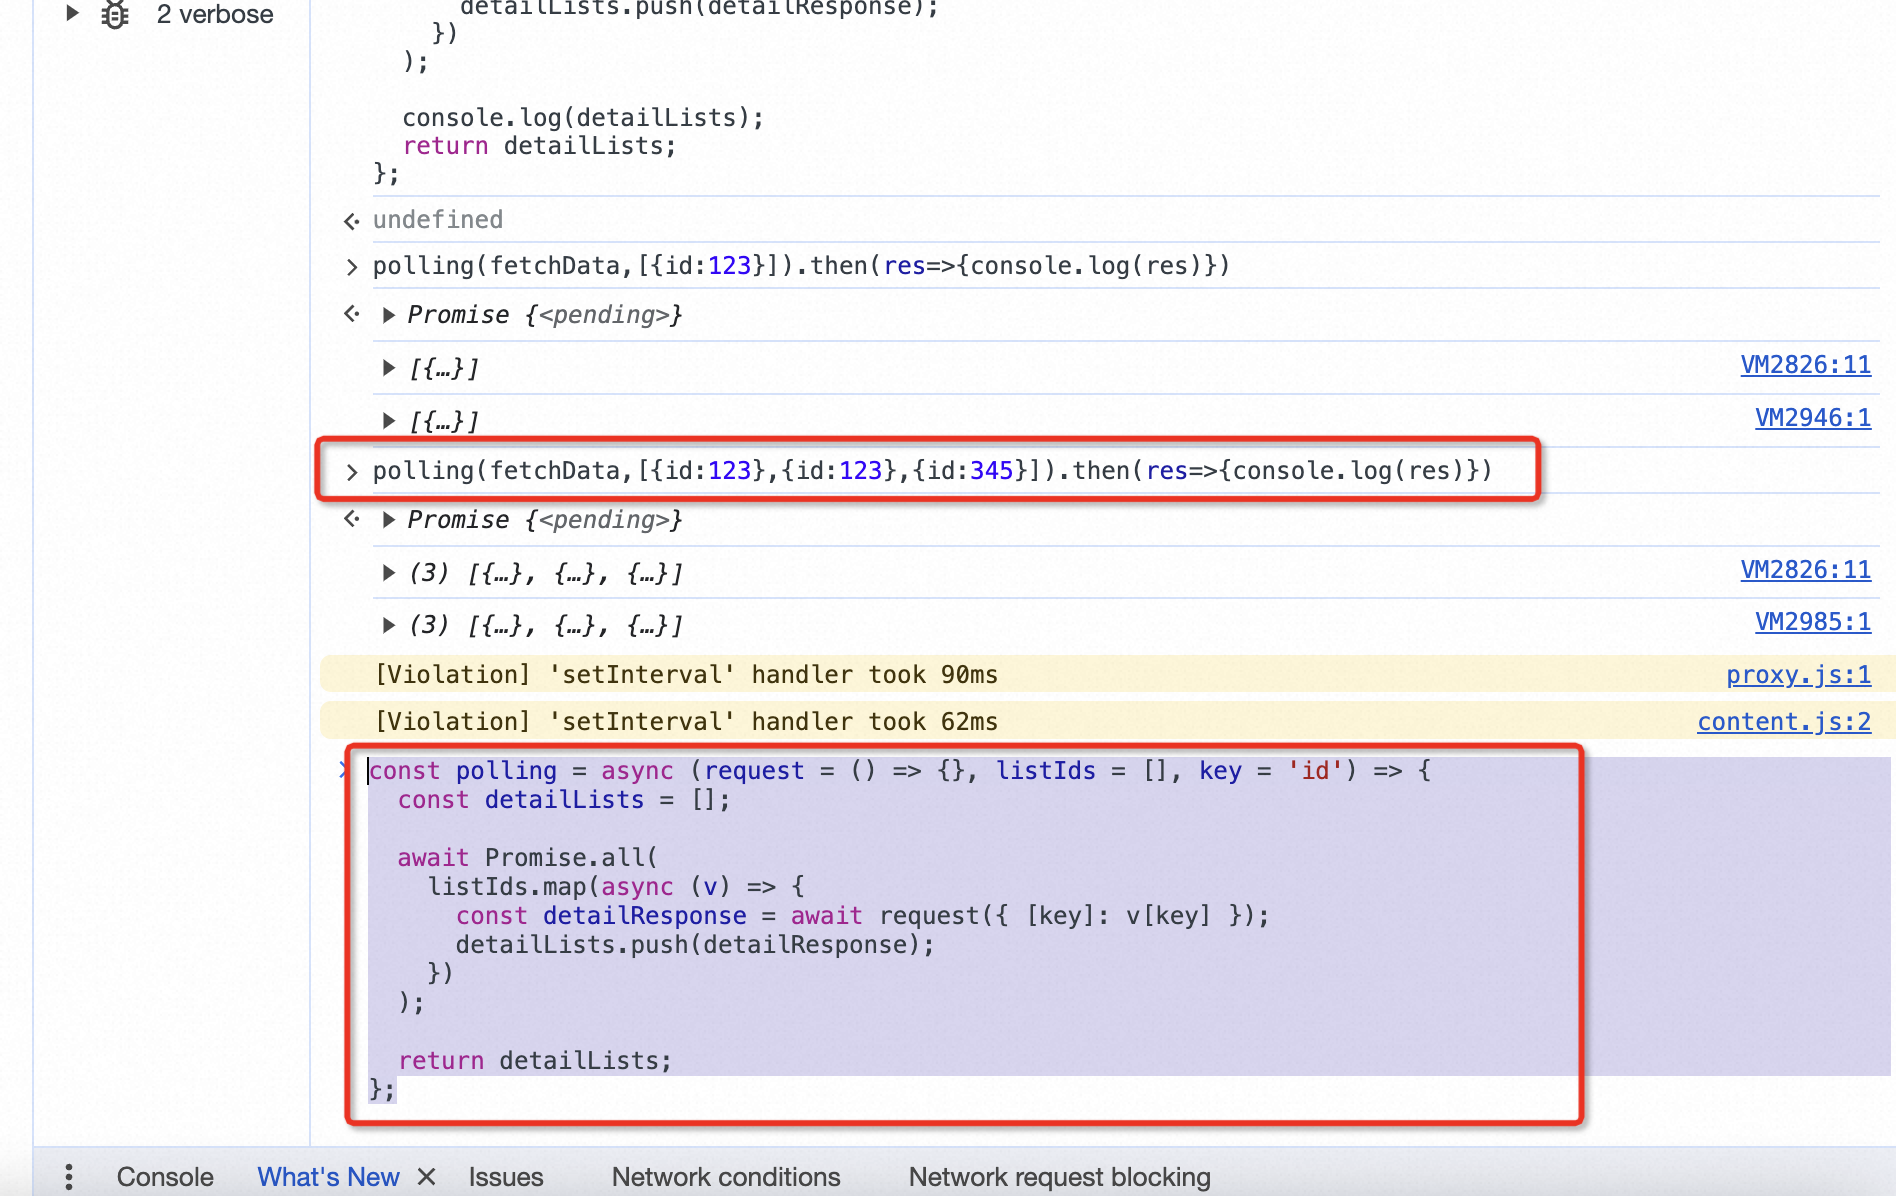 2 verbose
detailLists.push(detailResponse);
})
);
console.log(detailLists);
return detailLists;
};
undefined
polling(fetchData,[{id:123}]).then(res=>{console.log(res)})
Promise {<pending>}
[{…}] VM2826:11
[{…}] VM2946:1
polling(fetchData,[{id:123},{id:123},{id:345}]).then(res=>{console.log(res)})
Promise {<pending>}
(3) [{…}, {…}, {…}] VM2826:11
(3) [{…}, {…}, {…}] VM2985:1
[Violation] 'setInterval' handler took 90ms proxy.js:1
[Violation] 'setInterval' handler took 62ms content.js:2
const polling = async (request = () => {}, listIds = [], key = 'id') => {
const detailLists = [];
await Promise.all(
listIds.map(async (v) => {
const detailResponse = await request({ [key]: v[key] });
detailLists.push(detailResponse);
})
);
return detailLists;
};
Console What's New Issues Network conditions Network request blocking